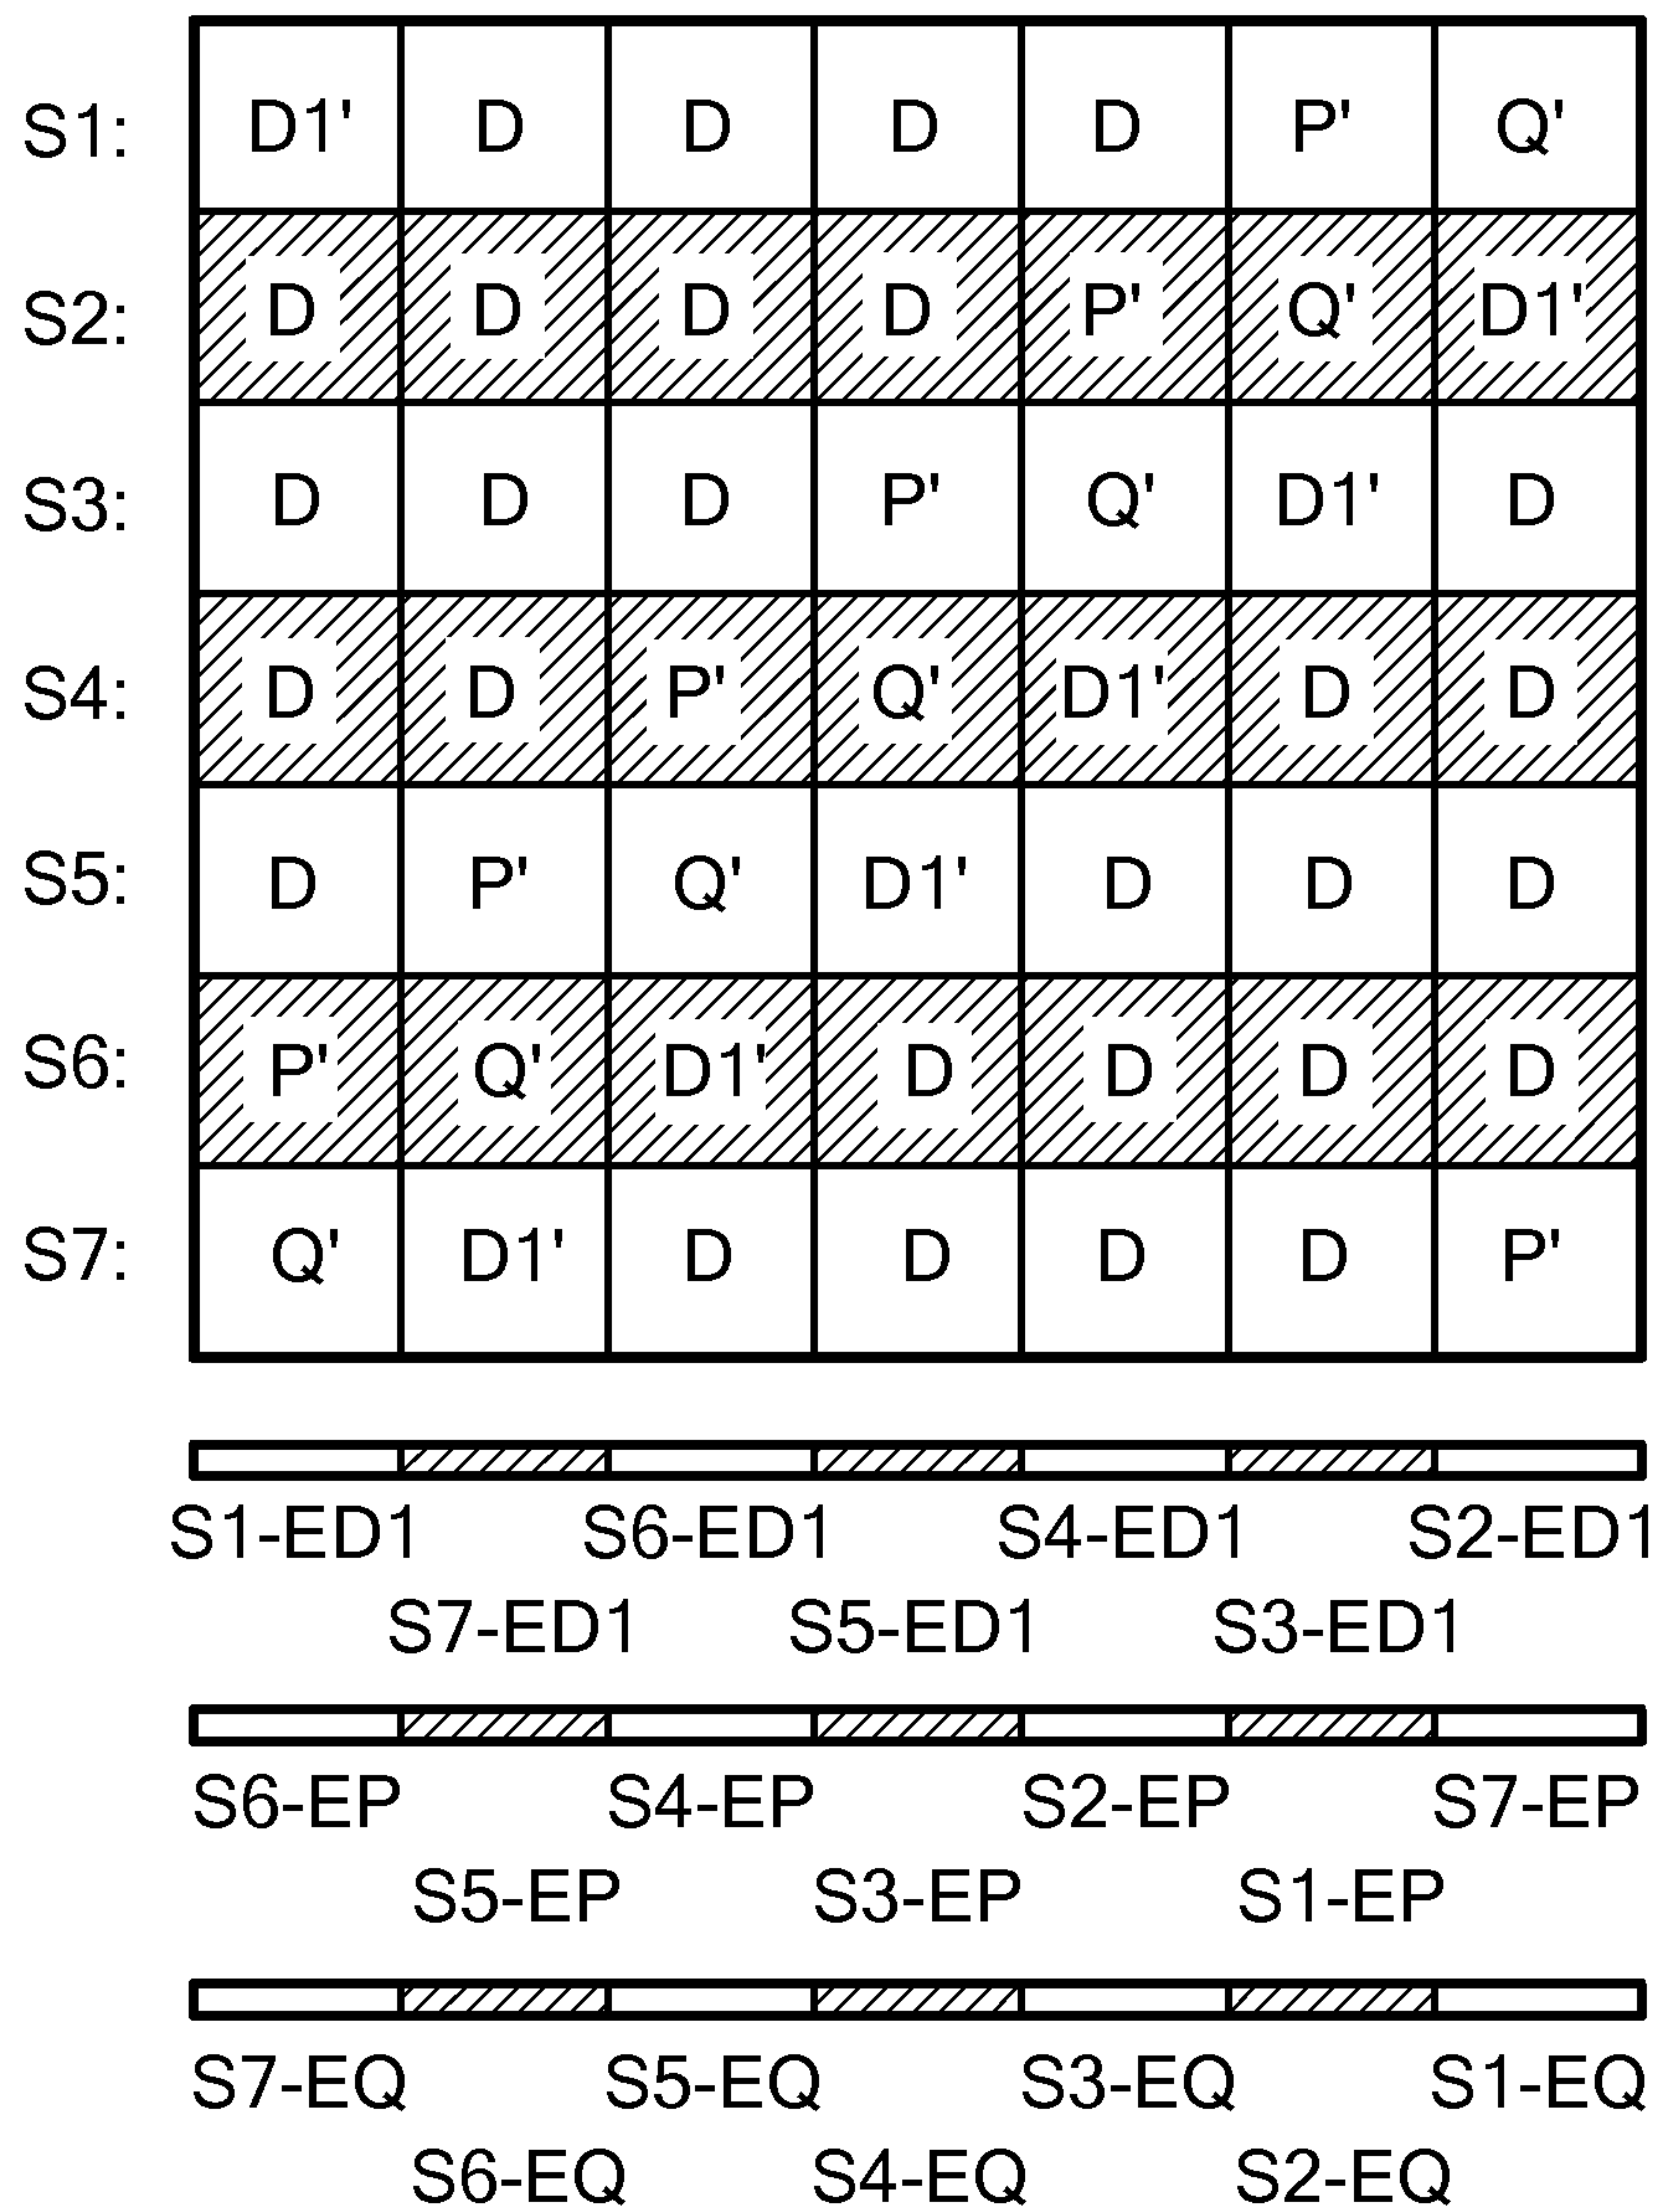 S1: D1' D D D D P' Q'
S2: D D D D P' Q' D1'
S3: D D D P' Q' D1' D
S4: D D P' Q' D1' D D
S5: D P' Q' D1' D D D
S6: P' Q' D1' D D D D
S7: Q' D1' D D D D P'
S1-ED1 S6-ED1 S4-ED1 S2-ED1
S7-ED1 S5-ED1 S3-ED1
S6-EP S4-EP S2-EP S7-EP
S5-EP S3-EP S1-EP
S7-EQ S5-EQ S3-EQ S1-EQ
S6-EQ S4-EQ S2-EQ